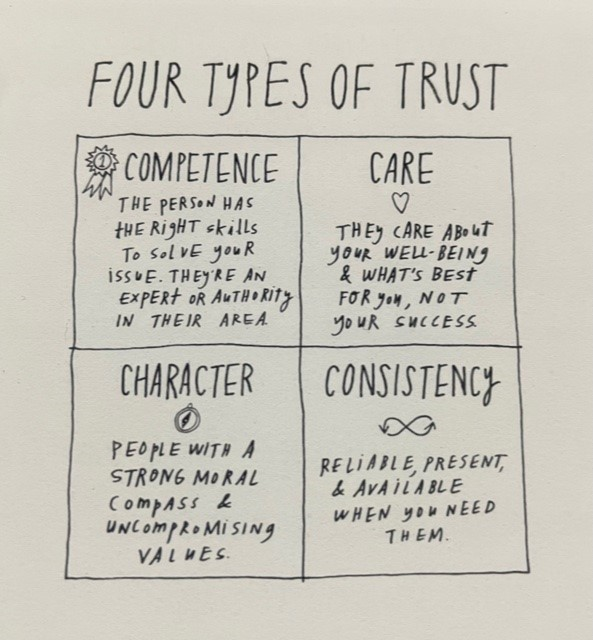 FOUR TYPES OF TRUST
1
COMPETENCE
THE PERSON HAS
tHE RigHT skills
To SolVE youR
issuE. THEy'RE AN
EXPERt oR AuTHoRity
IN THEIR AREA.
CARE
THEy CARE ABout
youR WELL-BEiNg
& WHAT'S BESt
FoR you, NOT
youR SuCCESS.
CHARACTER
PEoplE WiTH A
STRoNg MoRAL
CoMpASS &
uNCoMpRoMiSiNg
VALuES.
CONSiSTENCy
RELiABLE, PRESENT,
& AVAiLABLE
WHEN you NEED
THEM.